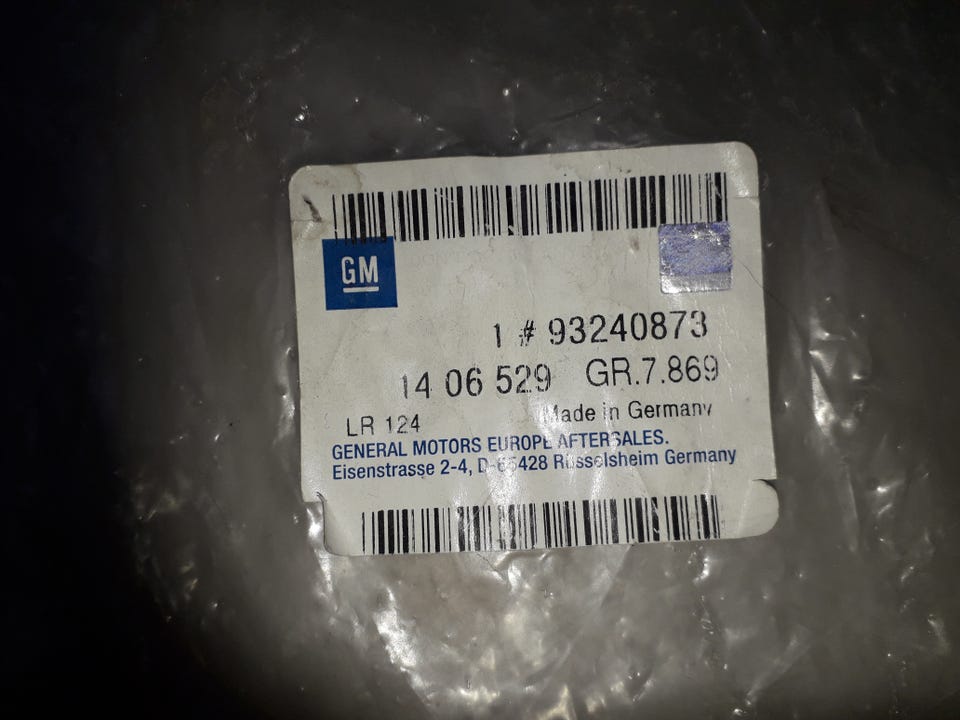 GM
1 # 93240873
14 06 529 GR.7.869
LR 124 Made in Germany
GENERAL MOTORS EUROPE AFTERSALES.
Eisenstrasse 2-4, D-65428 Rüsselsheim Germany